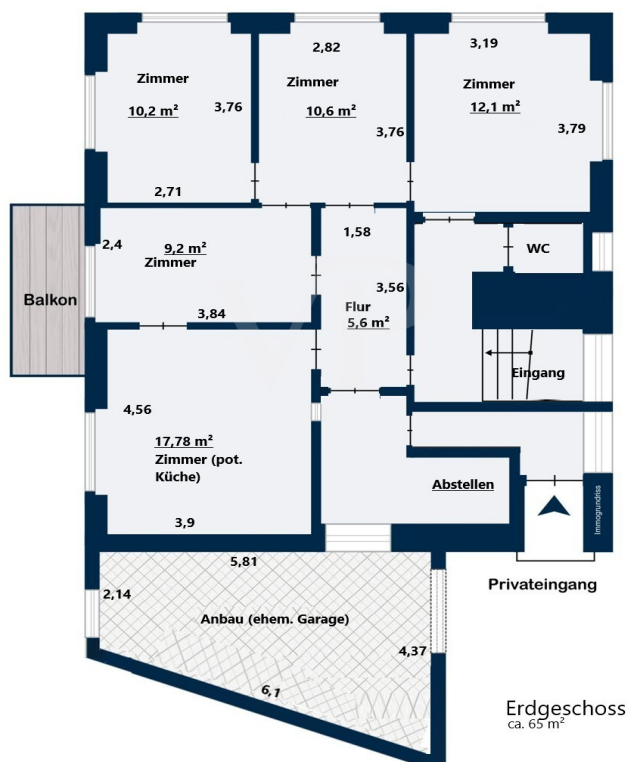 2,82
3,19
Zimmer
10,2 m²
3,76
Zimmer
10,6 m²
3,76
Zimmer
12,1 m²
3,79
2,71
2,4
9,2 m²
Zimmer
1,58
WC
Balkon
3,84
3,56
Flur
5,6 m²
Eingang
4,56
17,78 m²
Zimmer (pot.
Küche)
3,9
Abstellen
Immogrundriss
Privateingang
5,81
2,14
Anbau (ehem. Garage)
4,37
6,1
Erdgeschoss
ca. 65 m²
VP